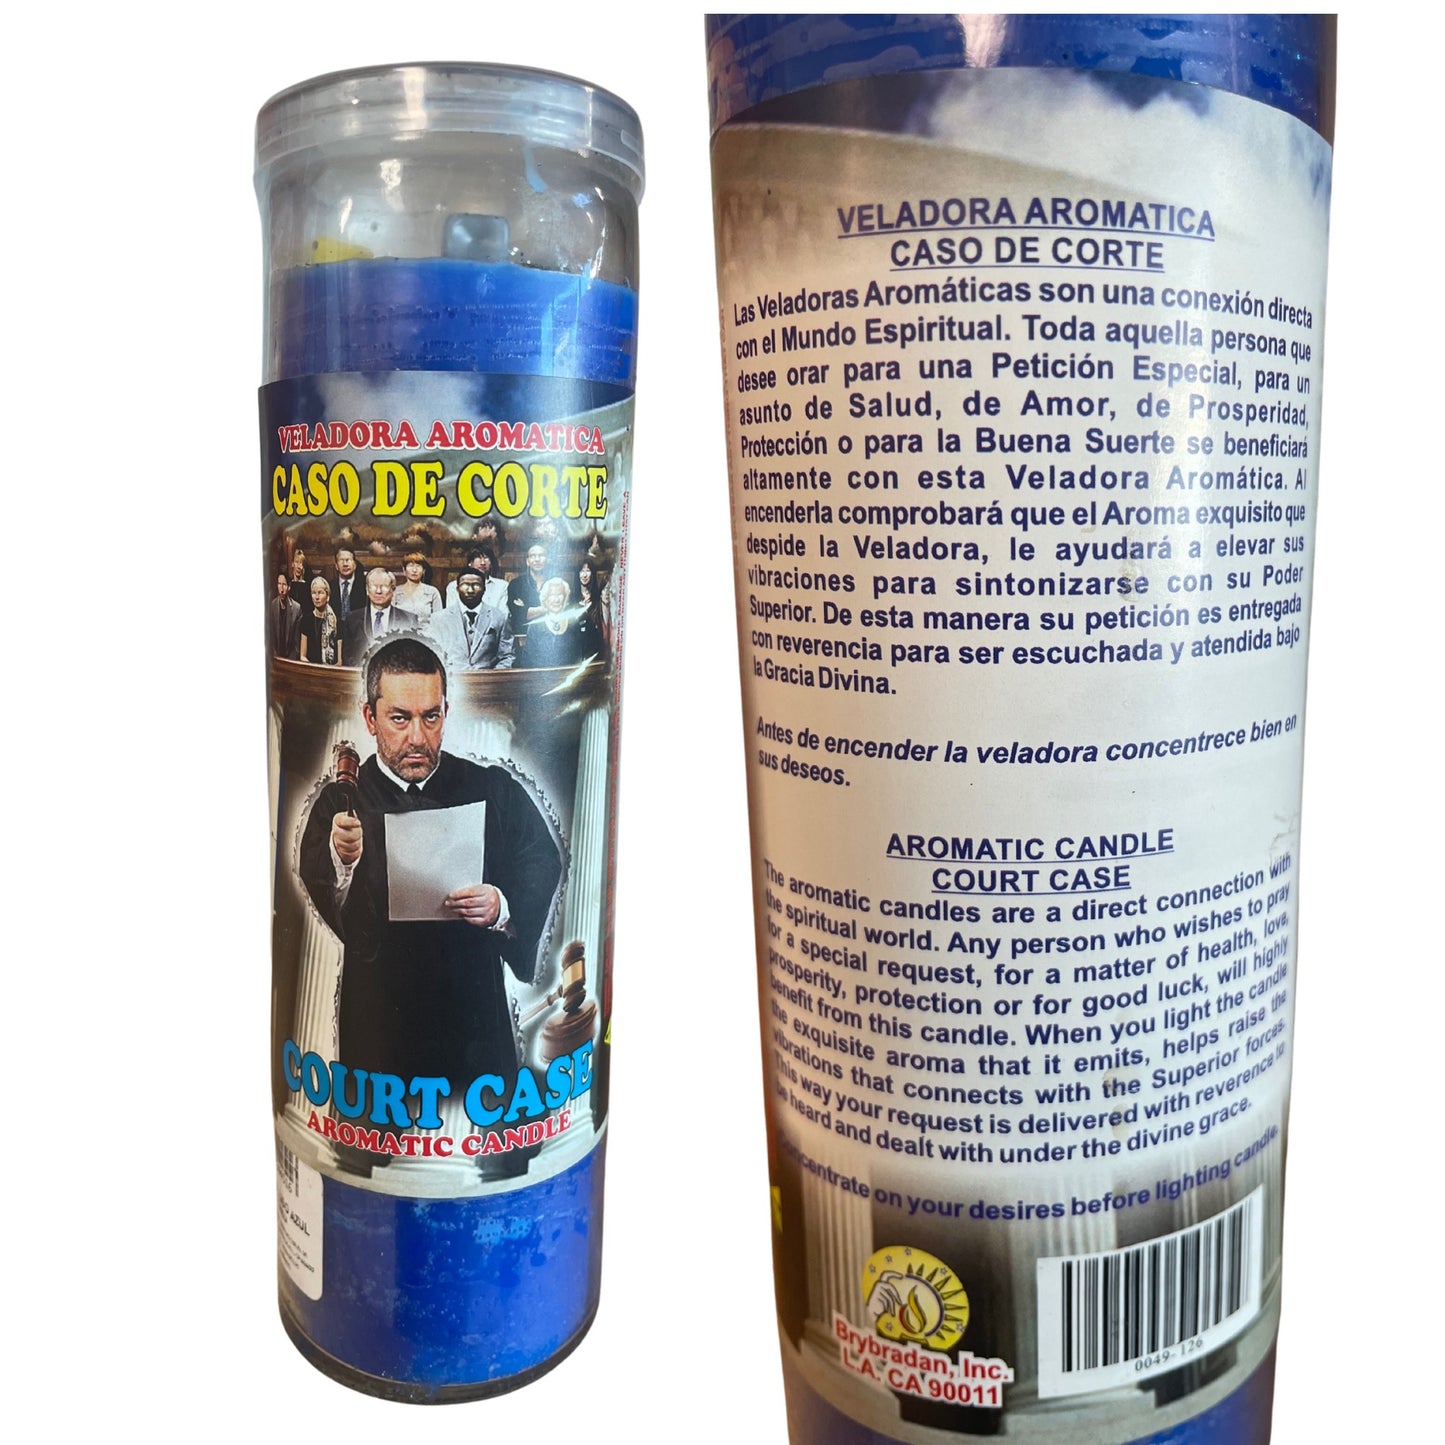 VELADORA AROMATICA
CASO DE CORTE
COURT CASE
AROMATIC CANDLE
AZUL
VELADORA AROMATICA
CASO DE CORTE
Las Veladoras Aromáticas son una conexión directa
con el Mundo Espiritual. Toda aquella persona que
desee orar para una Petición Especial, para un
asunto de Salud, de Amor, de Prosperidad,
Protección o para la Buena Suerte se beneficiará
altamente con esta Veladora Aromática. Al
encenderla comprobará que el Aroma exquisito que
despide la Veladora, le ayudará a elevar sus
vibraciones para sintonizarse con su Poder
Superior. De esta manera su petición es entregada
con reverencia para ser escuchada y atendida bajo
la Gracia Divina.
Antes de encender la veladora concentrece bien en
sus deseos.
AROMATIC CANDLE
COURT CASE
The aromatic candles are a direct connection with
the spiritual world. Any person who wishes to pray
for a special request, for a matter of health, love,
prosperity, protection or for good luck, will highly
benefit from this candle. When you light the candle
the exquisite aroma that it emits, helps raise the
vibrations that connects with the Superior forces.
This way your request is delivered with reverence to
be heard and dealt with under the divine grace.
Concentrate on your desires before lighting candle.
Brybradan, Inc.
L.A. CA 90011
0049-126